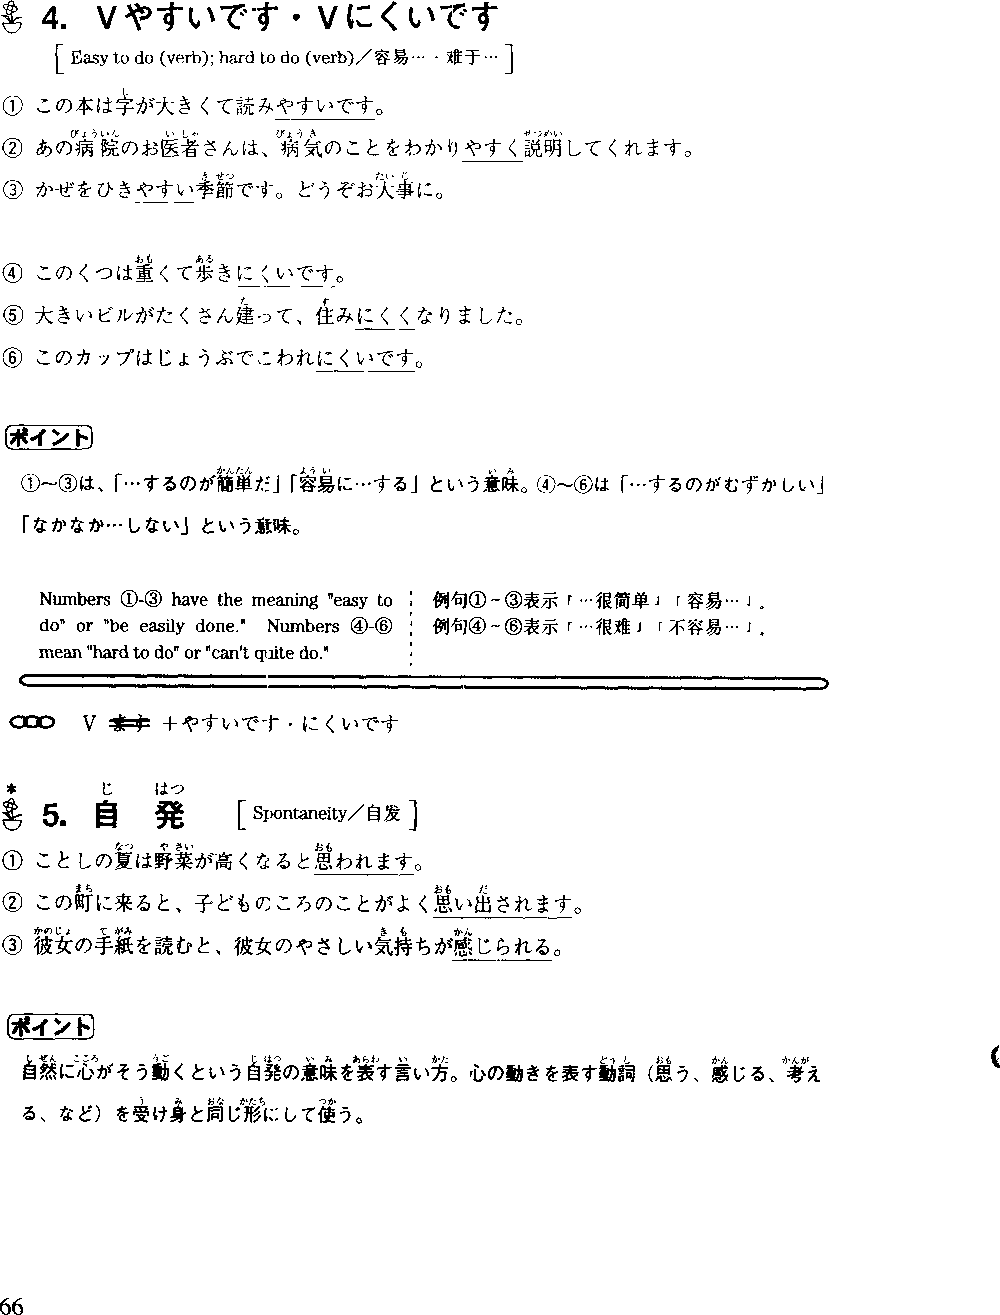 4. Vやすいです・Vにくいです
[Easy to do (verb); hard to do (verb)／容易…・难于…]
① この本は字が大きくて読みやすいです。
② あの病院のお医者さんは、病気のことをわかりやすく説明してくれます。
③ かぜをひきやすい季節です。どうぞお大事に。
④ このくつは重くて歩きにくいです。
⑤ 大きいビルがたくさん建って、住みにくくなりました。
⑥ このカップはじょうぶでこわれにくいです。
ポイント
①～③は、「…するのが簡単だ」「容易に…する」という意味。④～⑥は「…するのがむずかしい」
「なかなか…しない」という意味。
Numbers ①-③ have the meaning "easy to
do" or "be easily done." Numbers ④-⑥
mean "hard to do" or "can't quite do."
例句①～③表示「…很简单」「容易…」。
例句④～⑥表示「…很难」「不容易…」。
V ます ＋やすいです・にくいです
*
5. 自発 [Spontaneity／自发]
① ことしの夏は野菜が高くなると思われます。
② この町に来ると、子どものころのことがよく思い出されます。
③ 彼女の手紙を読むと、彼女のやさしい気持ちが感じられる。
ポイント
自然に心がそう動くという自発の意味を表す言い方。心の動きを表す動詞（思う、感じる、考え
る、など）を受け身と同じ形にして使う。
66